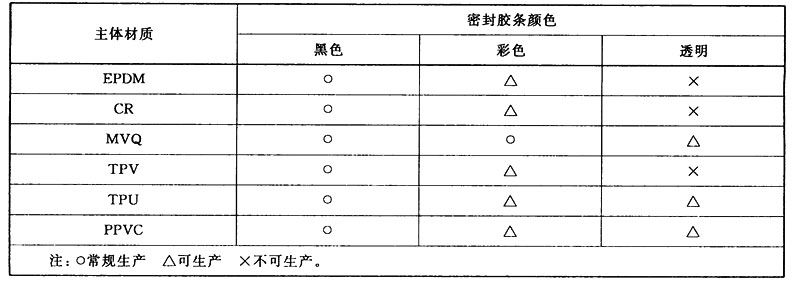 主体材质 密封胶条颜色
黑色 彩色 透明
EPDM ○ △ ×
CR ○ △ ×
MVQ ○ ○ △
TPV ○ △ ×
TPU ○ △ △
PPVC ○ △ △
注:○常规生产 △可生产 ×不可生产。